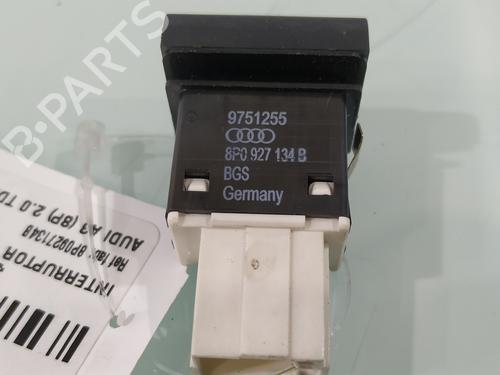 9751255
8P0 927 134 B
BGS
Germany
INTERRUPTOR
Ref fab: 8P0927134B
AUDI A3 (8P) 2.0 TD
B-PARTS